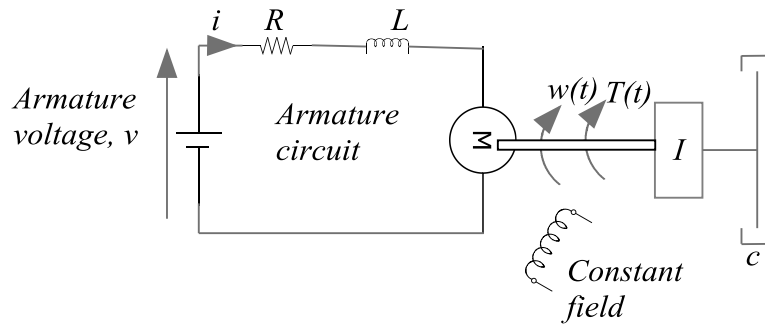 i
R
L
Armature
voltage, v
Armature
circuit
M
w(t)
T(t)
I
c
Constant
field